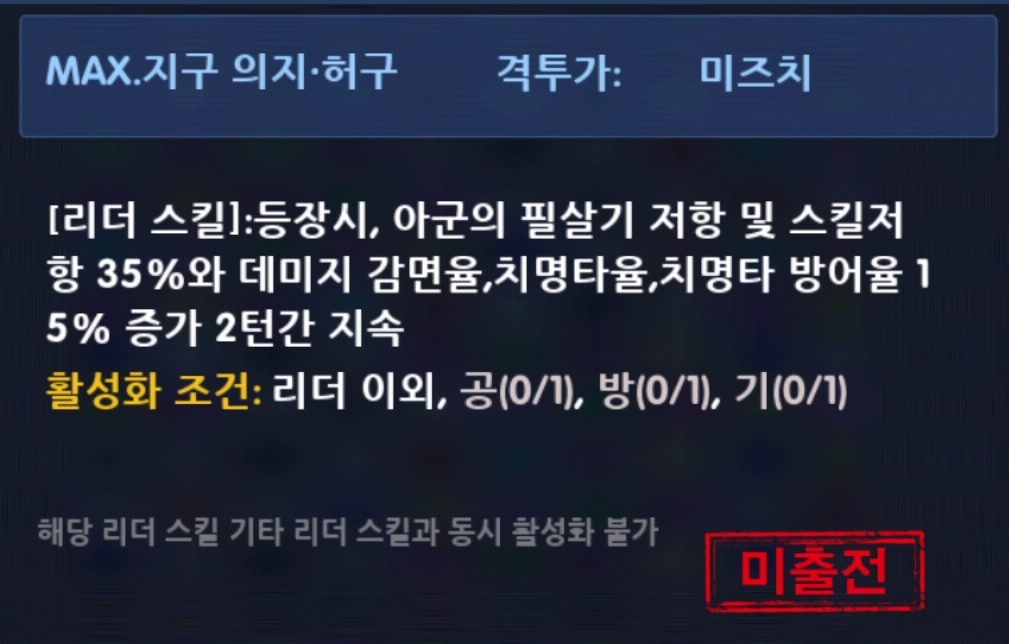 MAX.지구 의지·허구 격투가: 미즈치
[리더 스킬]:등장시, 아군의 필살기 저항 및 스킬저
항 35%와 데미지 감면율,치명타율,치명타 방어율 1
5% 증가 2턴간 지속
활성화 조건: 리더 이외, 공(0/1), 방(0/1), 기(0/1)
해당 리더 스킬 기타 리더 스킬과 동시 활성화 불가
미출전